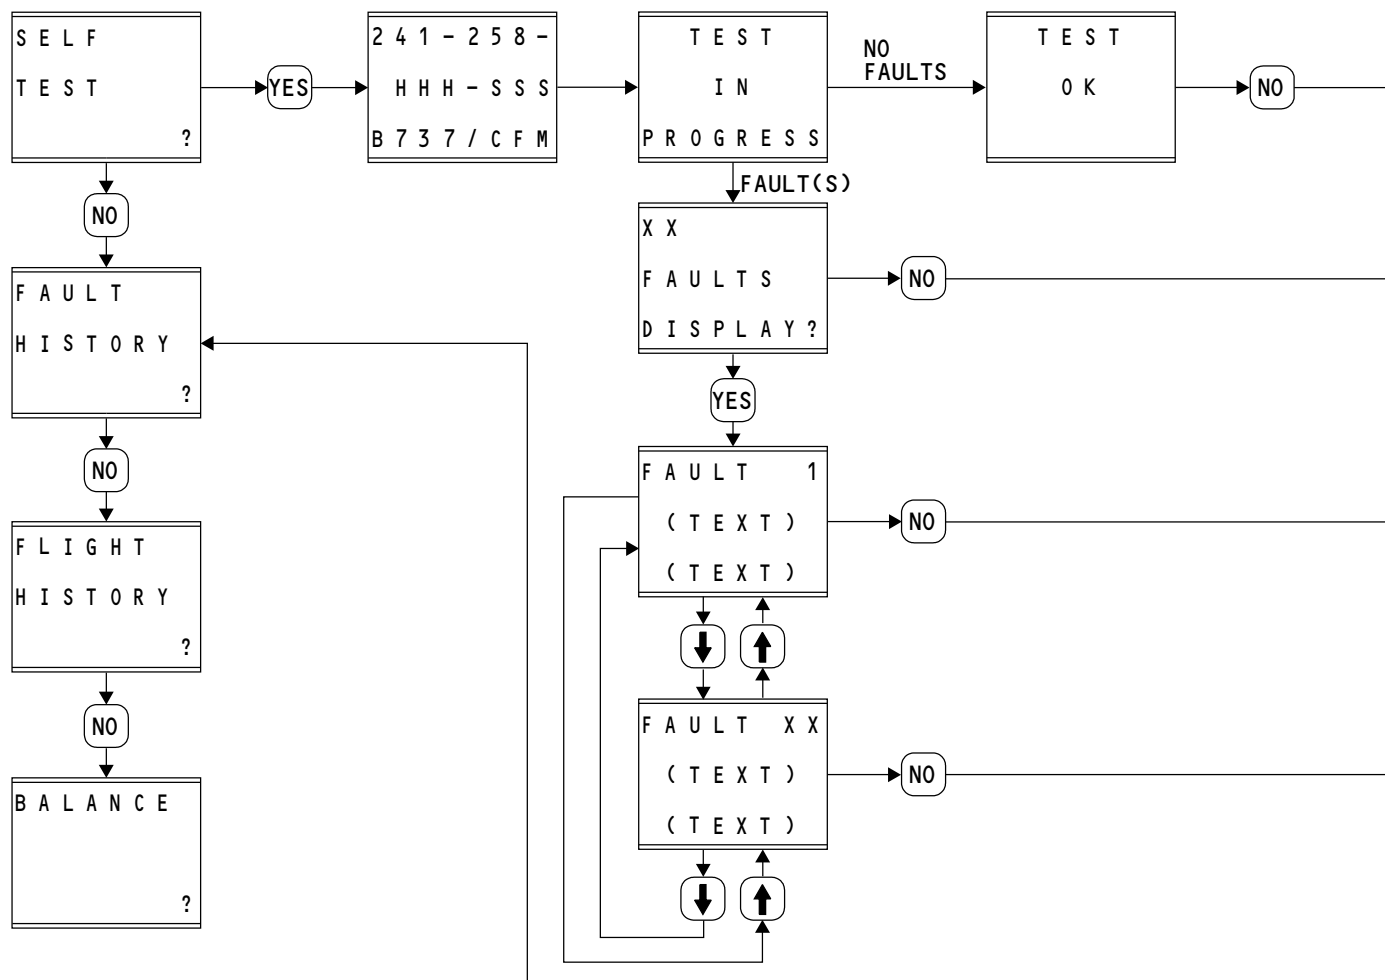 SELF
TEST
?
YES
241-258-
HHH-SSS
B737/CFM
TEST
IN
PROGRESS
NO
FAULTS
TEST
OK
NO
FAULT(S)
NO
XX
FAULTS
DISPLAY?
NO
FAULT
HISTORY
?
YES
NO
FAULT 1
(TEXT)
(TEXT)
NO
FLIGHT
HISTORY
?
NO
FAULT XX
(TEXT)
(TEXT)
NO
BALANCE
?